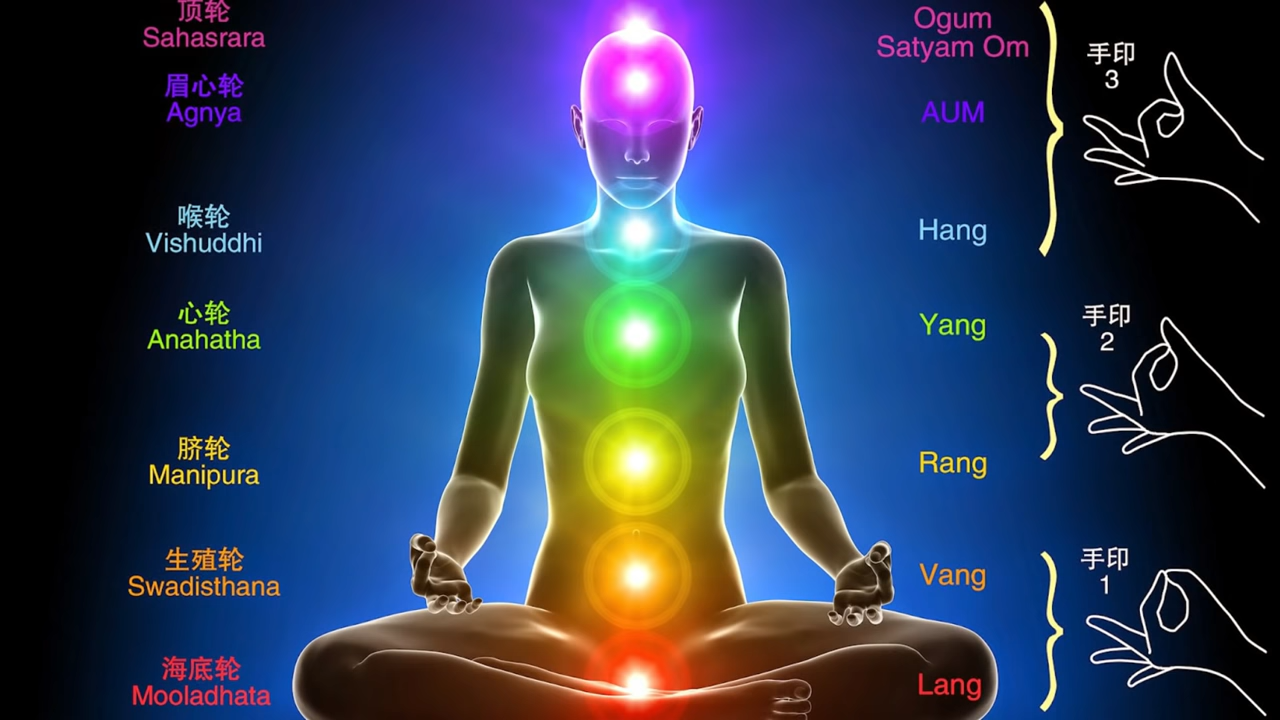 顶轮
Sahasrara
眉心轮
Agnya
喉轮
Vishuddhi
心轮
Anahatha
脐轮
Manipura
生殖轮
Swadisthana
海底轮
Mooladhata
Ogum
Satyam Om
AUM
Hang
Yang
Rang
Vang
Lang
手印
3
手印
2
手印
1